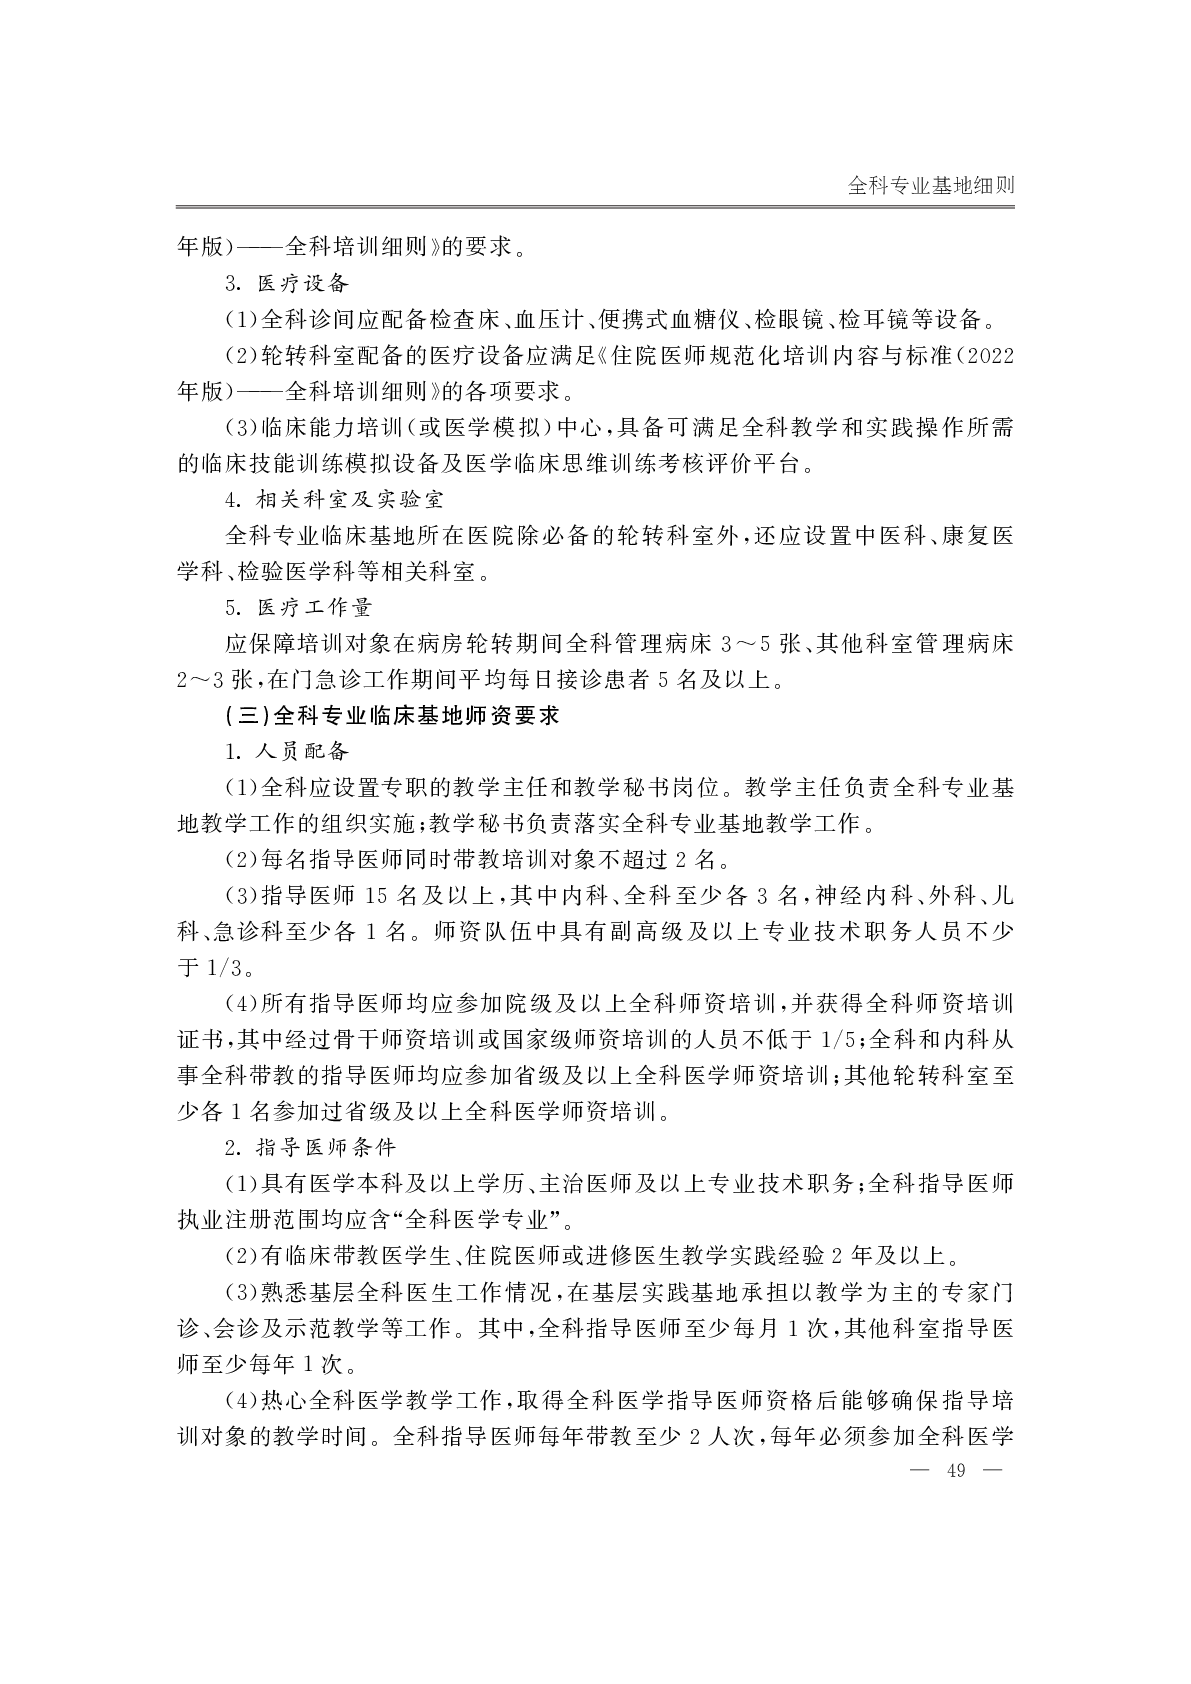 全科专业基地细则
年版）——全科培训细则》的要求。
3. 医疗设备
（1）全科诊间应配备检查床、血压计、便携式血糖仪、检眼镜、检耳镜等设备。
（2）轮转科室配备的医疗设备应满足《住院医师规范化培训内容与标准（2022
年版）——全科培训细则》的各项要求。
（3）临床能力培训（或医学模拟）中心，具备可满足全科教学和实践操作所需
的临床技能训练模拟设备及医学临床思维训练考核评价平台。
4. 相关科室及实验室
全科专业临床基地所在医院除必备的轮转科室外，还应设置中医科、康复医
学科、检验医学科等相关科室。
5. 医疗工作量
应保障培训对象在病房轮转期间全科管理病床 3～5 张、其他科室管理病床
2～3 张，在门急诊工作期间平均每日接诊患者 5 名及以上。
（三）全科专业临床基地师资要求
1. 人员配备
（1）全科应设置专职的教学主任和教学秘书岗位。教学主任负责全科专业基
地教学工作的组织实施；教学秘书负责落实全科专业基地教学工作。
（2）每名指导医师同时带教培训对象不超过 2 名。
（3）指导医师 15 名及以上，其中内科、全科至少各 3 名，神经内科、外科、儿
科、急诊科至少各 1 名。师资队伍中具有副高级及以上专业技术职务人员不少
于 1/3。
（4）所有指导医师均应参加院级及以上全科师资培训，并获得全科师资培训
证书，其中经过骨干师资培训或国家级师资培训的人员不低于 1/5；全科和内科从
事全科带教的指导医师均应参加省级及以上全科医学师资培训；其他轮转科室至
少各 1 名参加过省级及以上全科医学师资培训。
2. 指导医师条件
（1）具有医学本科及以上学历、主治医师及以上专业技术职务；全科指导医师
执业注册范围均应含“全科医学专业”。
（2）有临床带教医学生、住院医师或进修医生教学实践经验 2 年及以上。
（3）熟悉基层全科医生工作情况，在基层实践基地承担以教学为主的专家门
诊、会诊及示范教学等工作。其中，全科指导医师至少每月 1 次，其他科室指导医
师至少每年 1 次。
（4）热心全科医学教学工作，取得全科医学指导医师资格后能够确保指导培
训对象的教学时间。全科指导医师每年带教至少 2 人次，每年必须参加全科医学
— 49 —